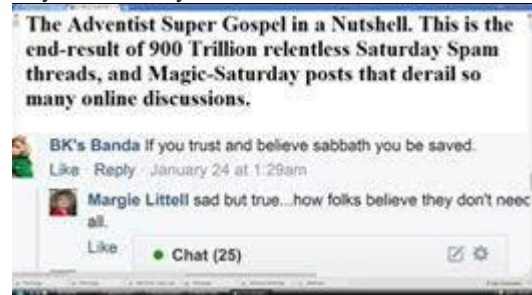 The Adventist Super Gospel in a Nutshell. This is the
end-result of 900 Trillion relentless Saturday Spam
threads, and Magic-Saturday posts that derail so
many online discussions.
BK's Banda If you trust and believe sabbath you be saved.
Like · Reply · January 24 at 1:29am
Margie Littell sad but true...how folks believe they don't need
all.
Like
Chat (25)